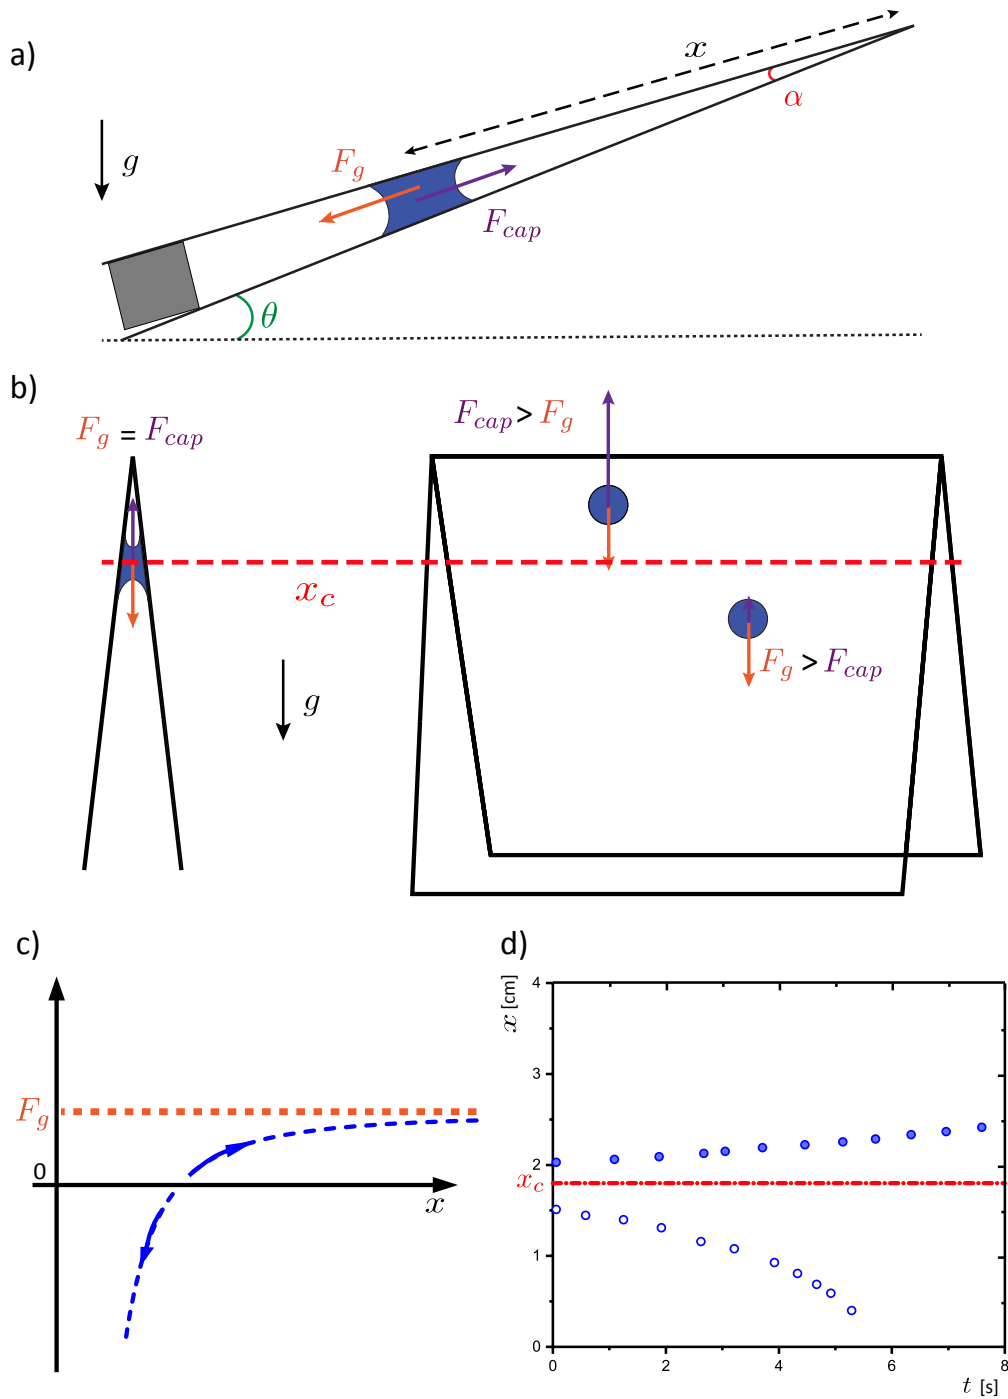 a)
x
α
g
F_g
F_cap
θ
b)
F_g = F_cap
F_cap > F_g
x_c
F_g > F_cap
g
c)
F_g
0
x
d)
x [cm]
4
3
2
x_c
1
0
0 2 4 6 8
t [s]